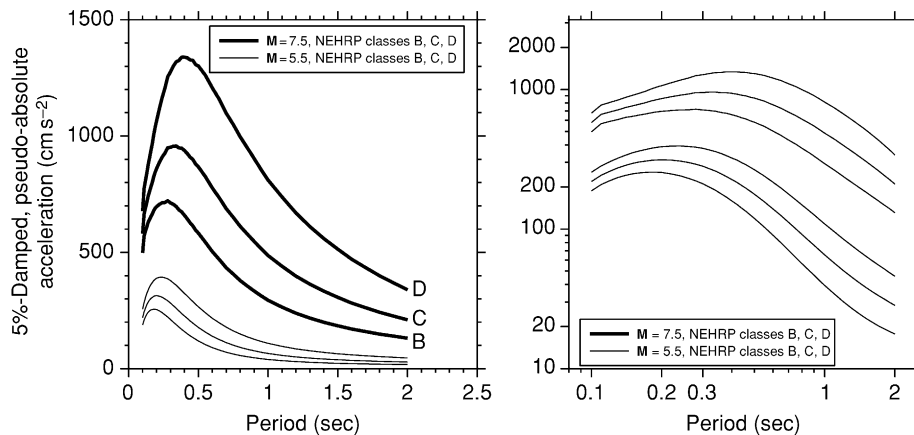 5%-Damped, pseudo-absolute
acceleration (cm s−2)
1500
1000
500
0
M = 7.5, NEHRP classes B, C, D
M = 5.5, NEHRP classes B, C, D
D
C
B
0 0.5 1.0 1.5 2.0 2.5
Period (sec)
2000
1000
200
100
20
10
M = 7.5, NEHRP classes B, C, D
M = 5.5, NEHRP classes B, C, D
0.1 0.2 0.3 1 2
Period (sec)